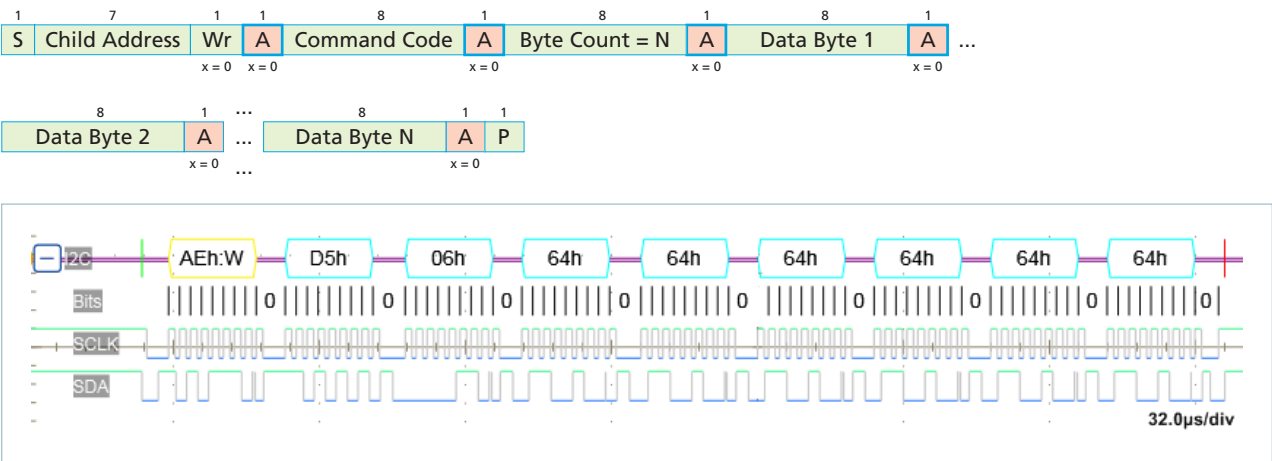 1 7 1 1 8 1 8 1 8 1
S Child Address Wr A Command Code A Byte Count = N A Data Byte 1 A ...
x = 0 x = 0 x = 0 x = 0 x = 0
8 1 ... 8 1 1
Data Byte 2 A ... Data Byte N A P
x = 0 ... x = 0
I2C AEh:W D5h 06h 64h 64h 64h 64h 64h 64h
Bits 0 0 0 0 0 0 0 0 0
SCLK
SDA
32.0µs/div